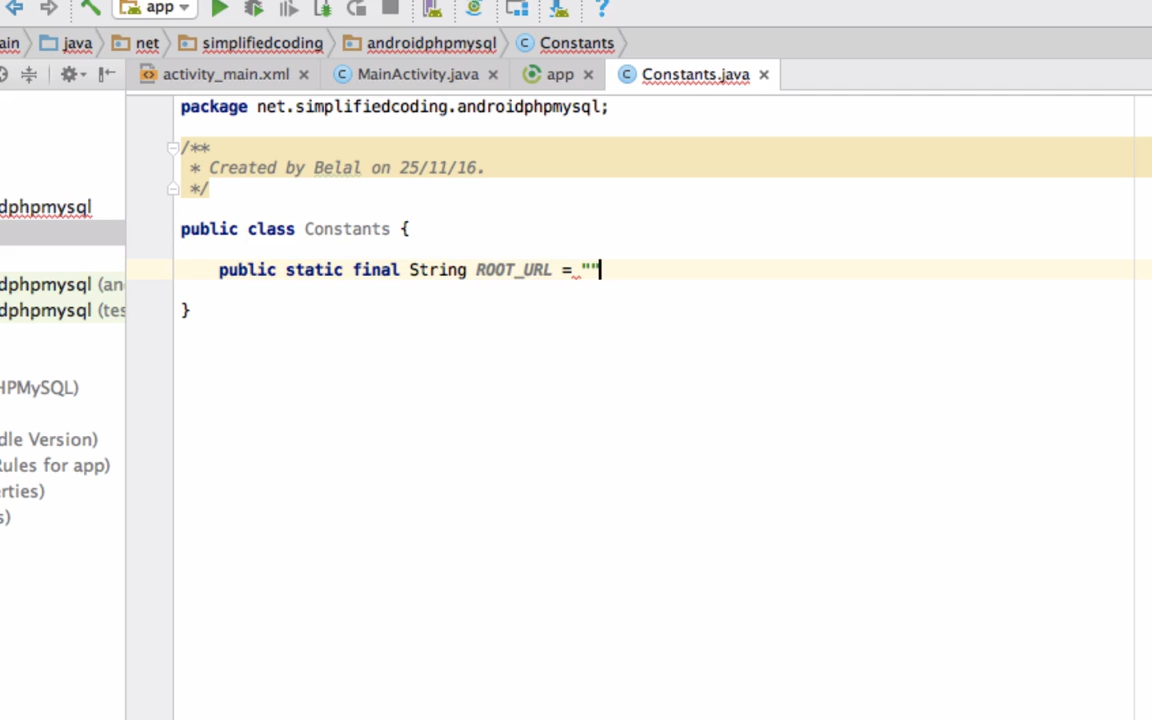 app
ain java net simplifiedcoding androidphpmysql C Constants
activity_main.xml C MainActivity.java app C Constants.java
package net.simplifiedcoding.androidphpmysql;
/**
* Created by Belal on 25/11/16.
*/
dphpmysql
public class Constants {
public static final String ROOT_URL = ""
dphpmysql (an
dphpmysql (tes
}
HPMySQL)
dle Version)
Rules for app)
erties)
s)